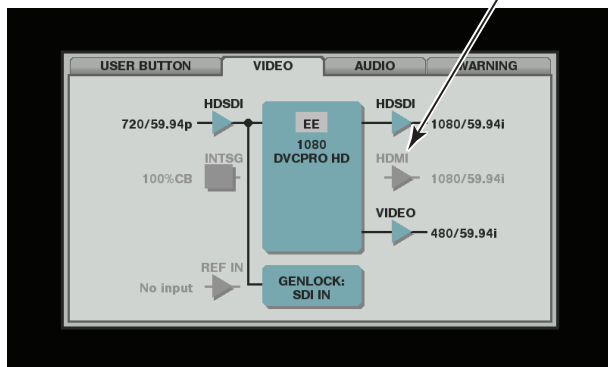 USER BUTTON VIDEO AUDIO WARNING
HDSDI HDSDI
720/59.94p EE 1080/59.94i
1080
DVCPRO HD
INTSG HDMI
100%CB 1080/59.94i
VIDEO
480/59.94i
REF IN
No input
GENLOCK:
SDI IN